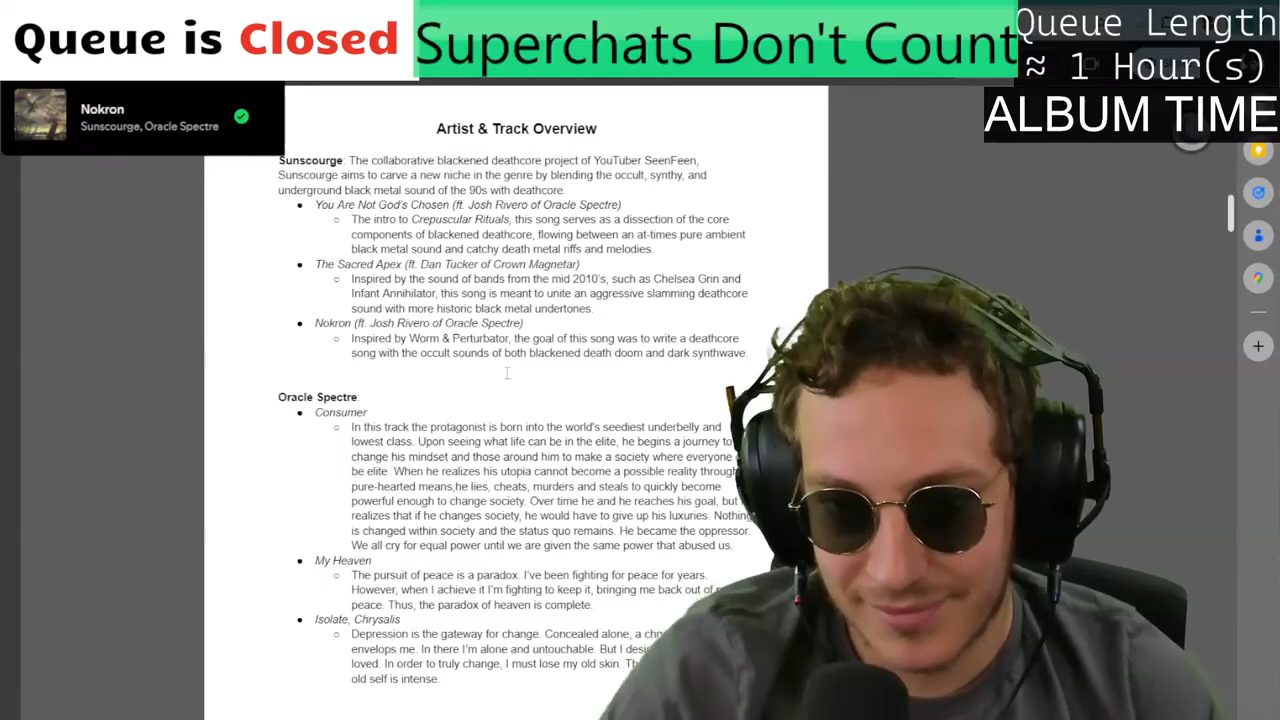 Queue is Closed
Superchats Don't Count
Queue Length
≈ 1 Hour(s)
ALBUM TIME
Nokron
Sunscourge, Oracle Spectre
Artist & Track Overview
Sunscourge: The collaborative blackened deathcore project of YouTuber SeenFeen,
Sunscourge aims to carve a new niche in the genre by blending the occult, synthy, and
underground black metal sound of the 90s with deathcore.
● You Are Not God's Chosen (ft. Josh Rivero of Oracle Spectre)
○ The intro to Crepuscular Rituals, this song serves as a dissection of the core
components of blackened deathcore, flowing between an at-times pure ambient
black metal sound and catchy death metal riffs and melodies.
● The Sacred Apex (ft. Dan Tucker of Crown Magnetar)
○ Inspired by the sound of bands from the mid 2010's, such as Chelsea Grin and
Infant Annihilator, this song is meant to unite an aggressive slamming deathcore
sound with more historic black metal undertones.
● Nokron (ft. Josh Rivero of Oracle Spectre)
○ Inspired by Worm & Perturbator, the goal of this song was to write a deathcore
song with the occult sounds of both blackened death doom and dark synthwave.
Oracle Spectre:
● Consumer
○ In this track the protagonist is born into the world's seediest underbelly and
lowest class. Upon seeing what life can be in the elite, he begins a journey to
change his mindset and those around him to make a society where everyone
be elite. When he realizes his utopia cannot become a possible reality through
pure-hearted means,he lies, cheats, murders and steals to quickly become
powerful enough to change society. Over time he and he reaches his goal, but
realizes that if he changes society, he would have to give up his luxuries. Nothing
is changed within society and the status quo remains. He became the oppressor.
We all cry for equal power until we are given the same power that abused us.
● My Heaven
○ The pursuit of peace is a paradox. I've been fighting for peace for years.
However, when I achieve it I'm fighting to keep it, bringing me back out of
peace. Thus, the paradox of heaven is complete.
● Isolate, Chrysalis
○ Depression is the gateway for change. Concealed alone, a
envelops me. In there I'm alone and untouchable. But I
loved. In order to truly change, I must lose my old skin.
old self is intense.